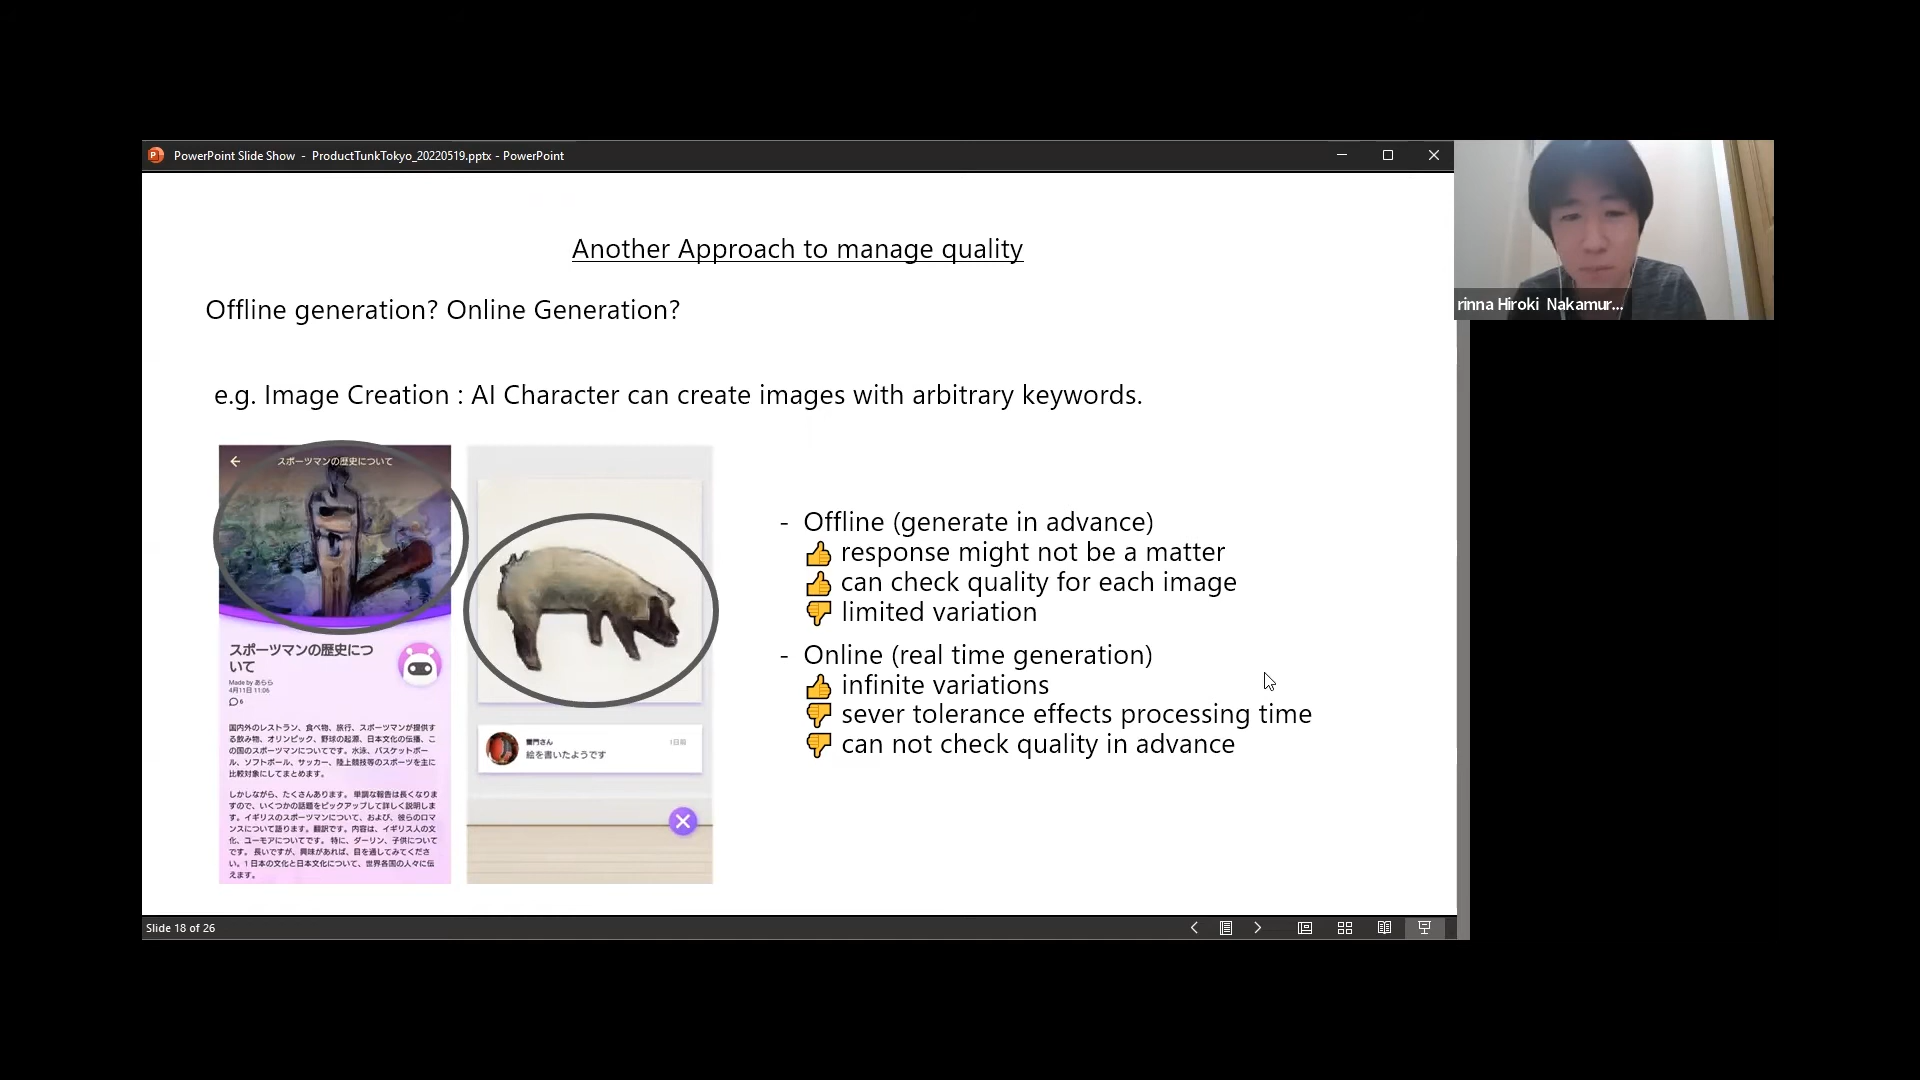 PowerPoint Slide Show - ProductTunkTokyo_20220519.pptx - PowerPoint
rinna Hiroki Nakamur...
Another Approach to manage quality
Offline generation? Online Generation?
e.g. Image Creation : AI Character can create images with arbitrary keywords.
スポーツマンの歴史について
スポーツマンの歴史につ
いて
Made by あらら
4月11日 11:06
6
国内外のレストラン、食べ物、旅行、スポーツマンが提供す
る飲み物、オリンピック、野球の起源、日本文化の伝播、こ
の国のスポーツマンについてです。水泳、バスケットボー
ル、ソフトボール、サッカー、陸上競技等のスポーツを主に
比較対象にしてまとめます。
しかしながら、たくさんあります。 単調な報告は長くなりま
すので、いくつかの話題をピックアップして詳しく説明しま
す。イギリスのスポーツマンについて、および、彼らのロマ
ンスについて語ります。翻訳です。内容は、イギリス人の文
化、ユーモアについてです。 特に、ダーリン、子供について
です。 長いですが、興味があれば、目を通してみてくださ
い。1 日本の文化と日本文化について、世界各国の人々に伝
えます。
1日前
絵を書いたようです
- Offline (generate in advance)
👍 response might not be a matter
👍 can check quality for each image
👎 limited variation
- Online (real time generation)
👍 infinite variations
👎 sever tolerance effects processing time
👎 can not check quality in advance
Slide 18 of 26